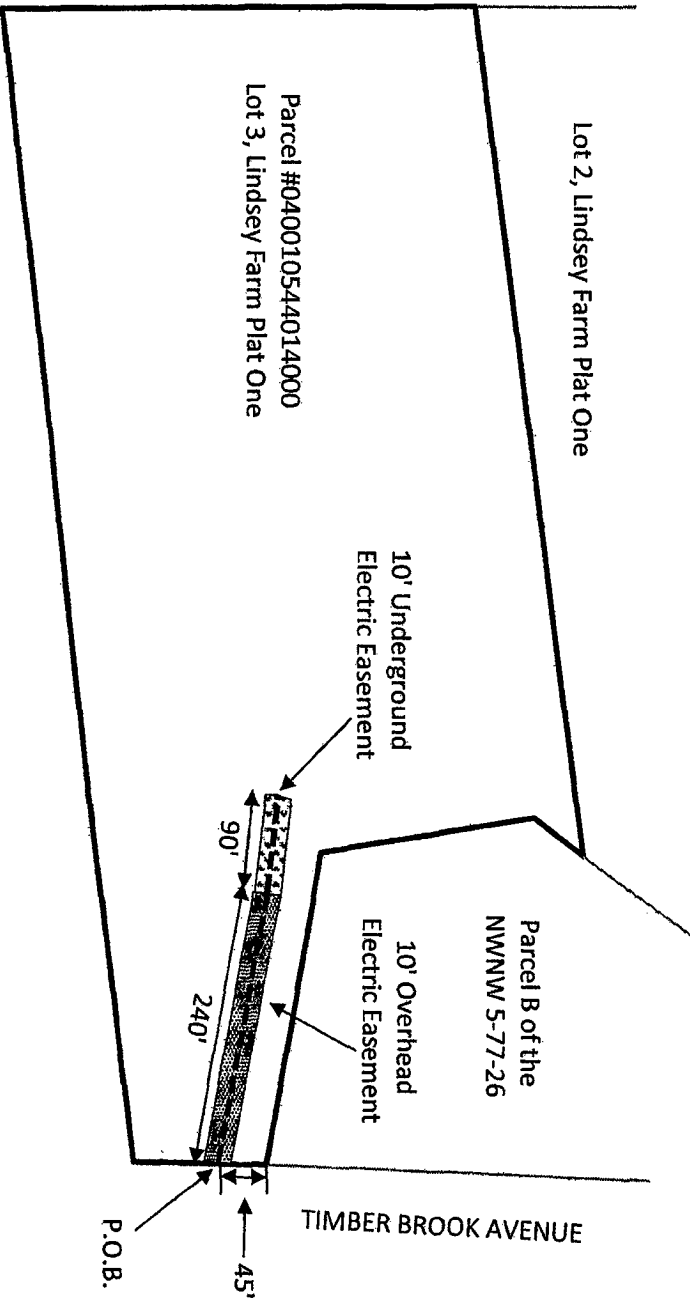 Lot 2, Lindsey Farm Plat One
Parcel #040010544014000
Lot 3, Lindsey Farm Plat One
10' Underground
Electric Easement
Parcel B of the
NWNW 5-77-26
10' Overhead
Electric Easement
90'
240'
45'
P.O.B.
TIMBER BROOK AVENUE